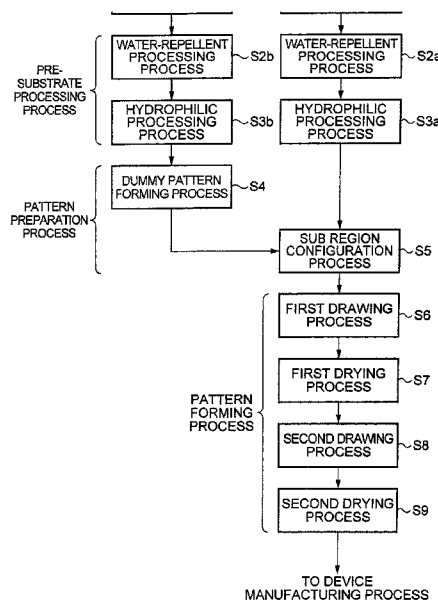 WATER-REPELLENT
PROCESSING
PROCESS
S2b
WATER-REPELLENT
PROCESSING
PROCESS
S2a
PRE-
SUBSTRATE
PROCESSING
PROCESS
HYDROPHILIC
PROCESSING
PROCESS
S3b
HYDROPHILIC
PROCESSING
PROCESS
S3a
PATTERN
PREPARATION
PROCESS
DUMMY PATTERN
FORMING PROCESS
S4
SUB REGION
CONFIGURATION
PROCESS
S5
PATTERN
FORMING
PROCESS
FIRST DRAWING
PROCESS
S6
FIRST DRYING
PROCESS
S7
SECOND DRAWING
PROCESS
S8
SECOND DRYING
PROCESS
S9
TO DEVICE
MANUFACTURING PROCESS